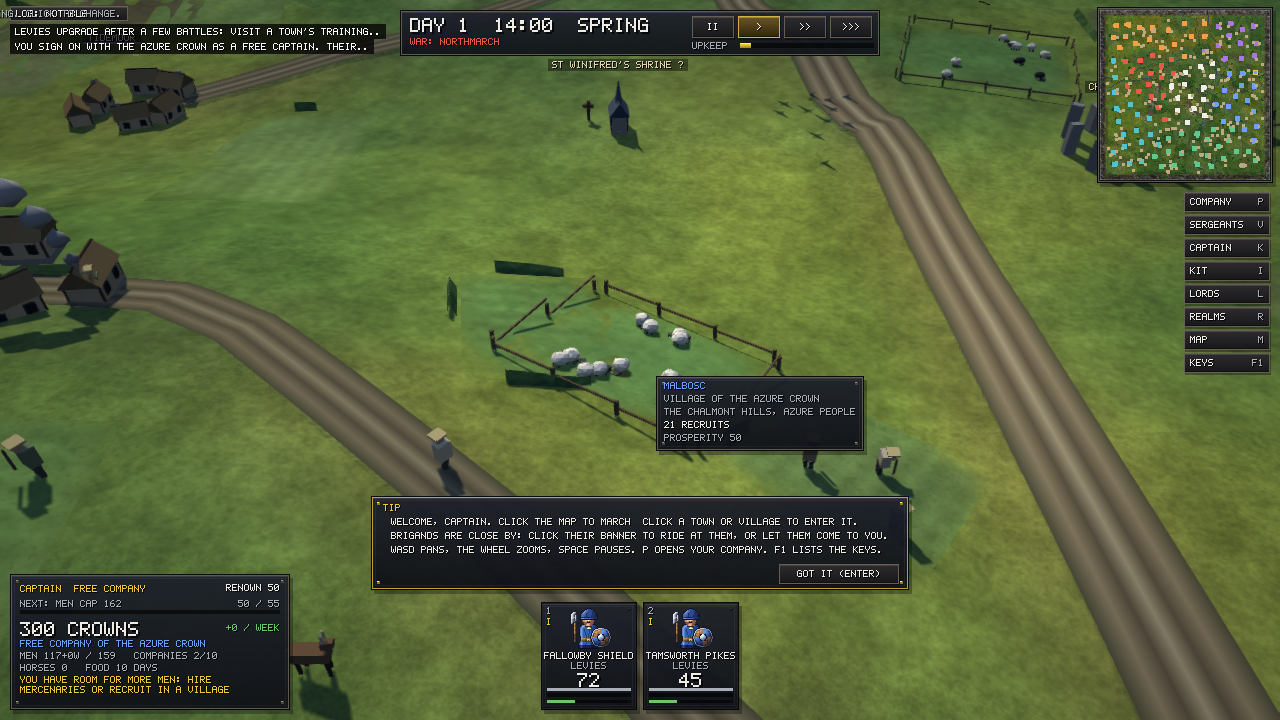 LOG: NOTABLE
CHANGE.
LEVIES UPGRADE AFTER A FEW BATTLES: VISIT A TOWN'S TRAINING..
YOU SIGN ON WITH THE AZURE CROWN AS A FREE CAPTAIN. THEIR..
DAY 1 14:00 SPRING
WAR: NORTHMARCH
II > >> >>>
UPKEEP
ST WINIFRED'S SHRINE ?
CH
COMPANY P
SERGEANTS V
CAPTAIN K
KIT I
LORDS L
REALMS R
MAP M
KEYS F1
MALBOSC
VILLAGE OF THE AZURE CROWN
THE CHALMONT HILLS, AZURE PEOPLE
21 RECRUITS
PROSPERITY 50
TIP
WELCOME, CAPTAIN. CLICK THE MAP TO MARCH CLICK A TOWN OR VILLAGE TO ENTER IT.
BRIGANDS ARE CLOSE BY: CLICK THEIR BANNER TO RIDE AT THEM, OR LET THEM COME TO YOU.
WASD PANS, THE WHEEL ZOOMS, SPACE PAUSES. P OPENS YOUR COMPANY. F1 LISTS THE KEYS.
GOT IT (ENTER)
CAPTAIN FREE COMPANY RENOWN 50
NEXT: MEN CAP 162 50 / 55
300 CROWNS +0 / WEEK
FREE COMPANY OF THE AZURE CROWN
MEN 117+0W / 159 COMPANIES 2/10
HORSES 0 FOOD 10 DAYS
YOU HAVE ROOM FOR MORE MEN: HIRE
MERCENARIES OR RECRUIT IN A VILLAGE
1
I
FALLOWBY SHIELD
LEVIES
72
2
I
TAMSWORTH PIKES
LEVIES
45